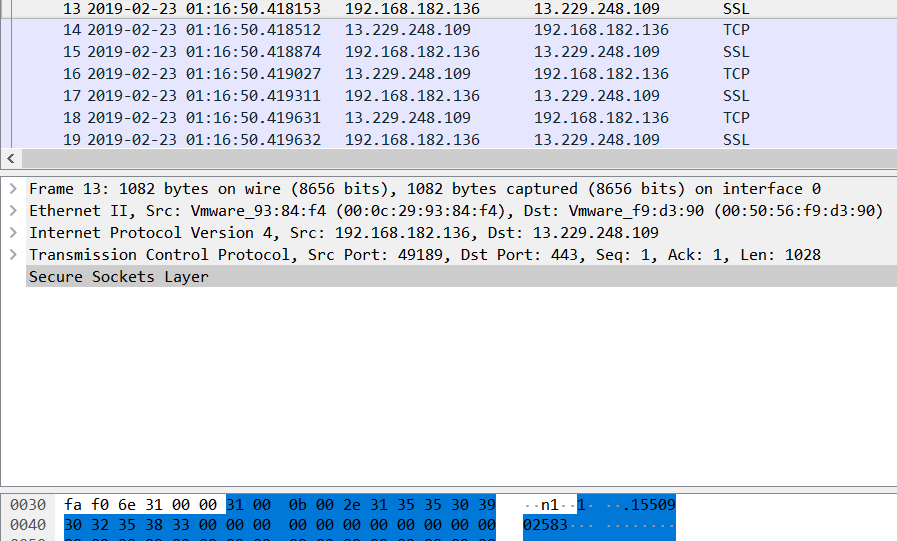 13 2019-02-23 01:16:50.418153 192.168.182.136 13.229.248.109 SSL
14 2019-02-23 01:16:50.418512 13.229.248.109 192.168.182.136 TCP
15 2019-02-23 01:16:50.418874 192.168.182.136 13.229.248.109 SSL
16 2019-02-23 01:16:50.419027 13.229.248.109 192.168.182.136 TCP
17 2019-02-23 01:16:50.419311 192.168.182.136 13.229.248.109 SSL
18 2019-02-23 01:16:50.419631 13.229.248.109 192.168.182.136 TCP
19 2019-02-23 01:16:50.419632 192.168.182.136 13.229.248.109 SSL
Frame 13: 1082 bytes on wire (8656 bits), 1082 bytes captured (8656 bits) on interface 0
Ethernet II, Src: Vmware_93:84:f4 (00:0c:29:93:84:f4), Dst: Vmware_f9:d3:90 (00:50:56:f9:d3:90)
Internet Protocol Version 4, Src: 192.168.182.136, Dst: 13.229.248.109
Transmission Control Protocol, Src Port: 49189, Dst Port: 443, Seq: 1, Ack: 1, Len: 1028
Secure Sockets Layer
0030 fa f0 6e 31 00 00 31 00 0b 00 2e 31 35 35 30 39 ··n1··1· ··.15509
0040 30 32 35 38 33 00 00 00 00 00 00 00 00 00 00 00 02583··· ········